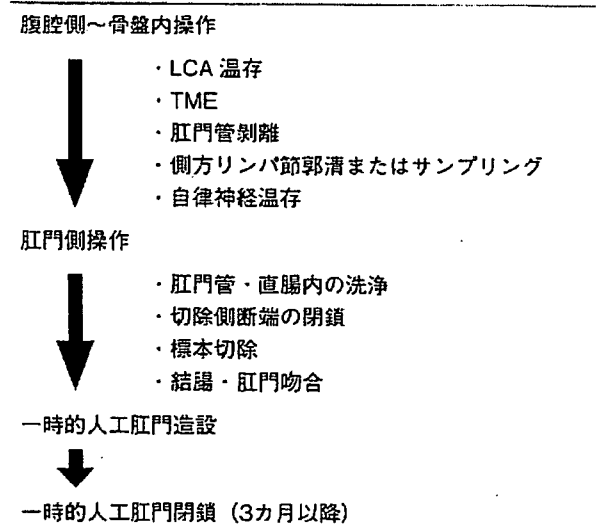 腹腔側～骨盤内操作
・LCA 温存
・TME
・肛門管剝離
・側方リンパ節郭清またはサンプリング
・自律神経温存
肛門側操作
・肛門管・直腸内の洗浄
・切除側断端の閉鎖
・標本切除
・結腸・肛門吻合
一時的人工肛門造設
一時的人工肛門閉鎖（3カ月以降）